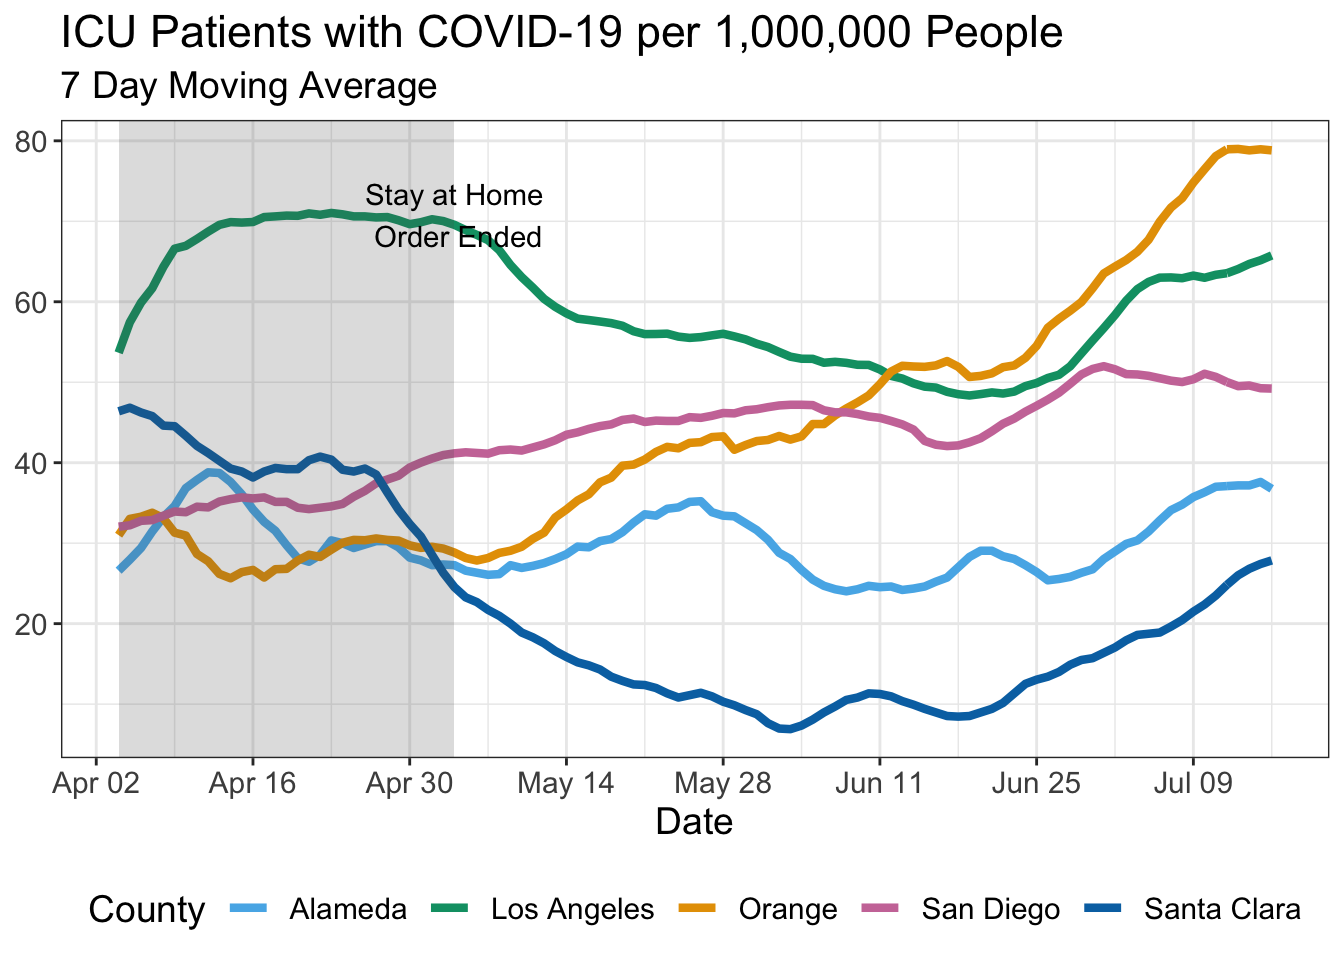 ICU Patients with COVID-19 per 1,000,000 People
7 Day Moving Average
80
60
40
20
Stay at Home
Order Ended
Apr 02 Apr 16 Apr 30 May 14 May 28 Jun 11 Jun 25 Jul 09
Date
County Alameda Los Angeles Orange San Diego Santa Clara